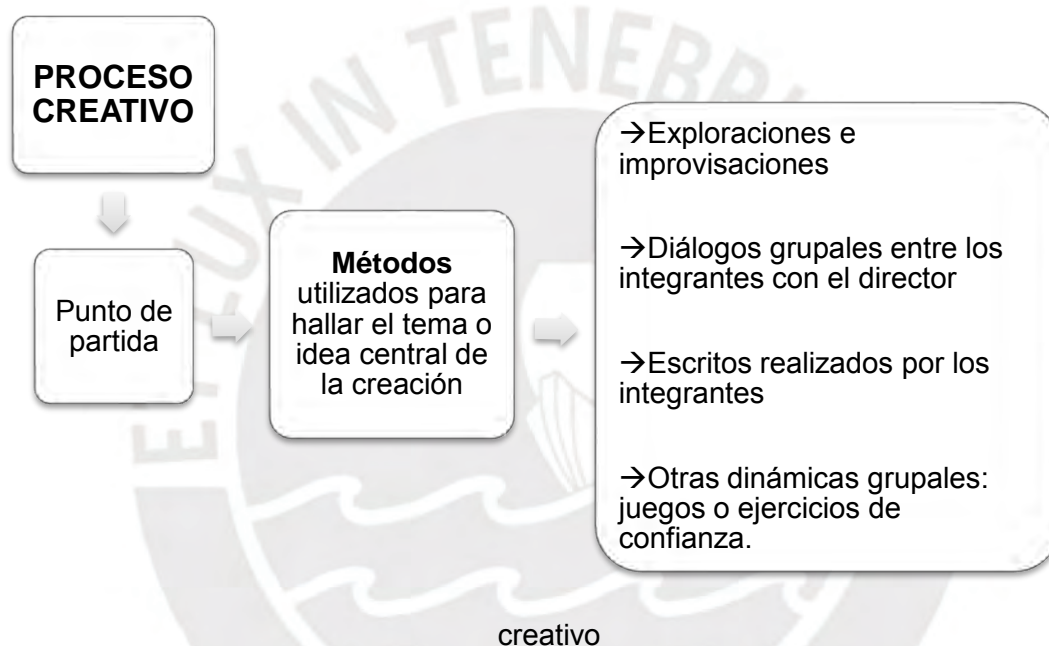 PROCESO
CREATIVO
Punto de
partida
Métodos
utilizados para
hallar el tema o
idea central de
la creación
→Exploraciones e
improvisaciones
→Diálogos grupales entre los
integrantes con el director
→Escritos realizados por los
integrantes
→Otras dinámicas grupales:
juegos o ejercicios de
confianza.
creativo